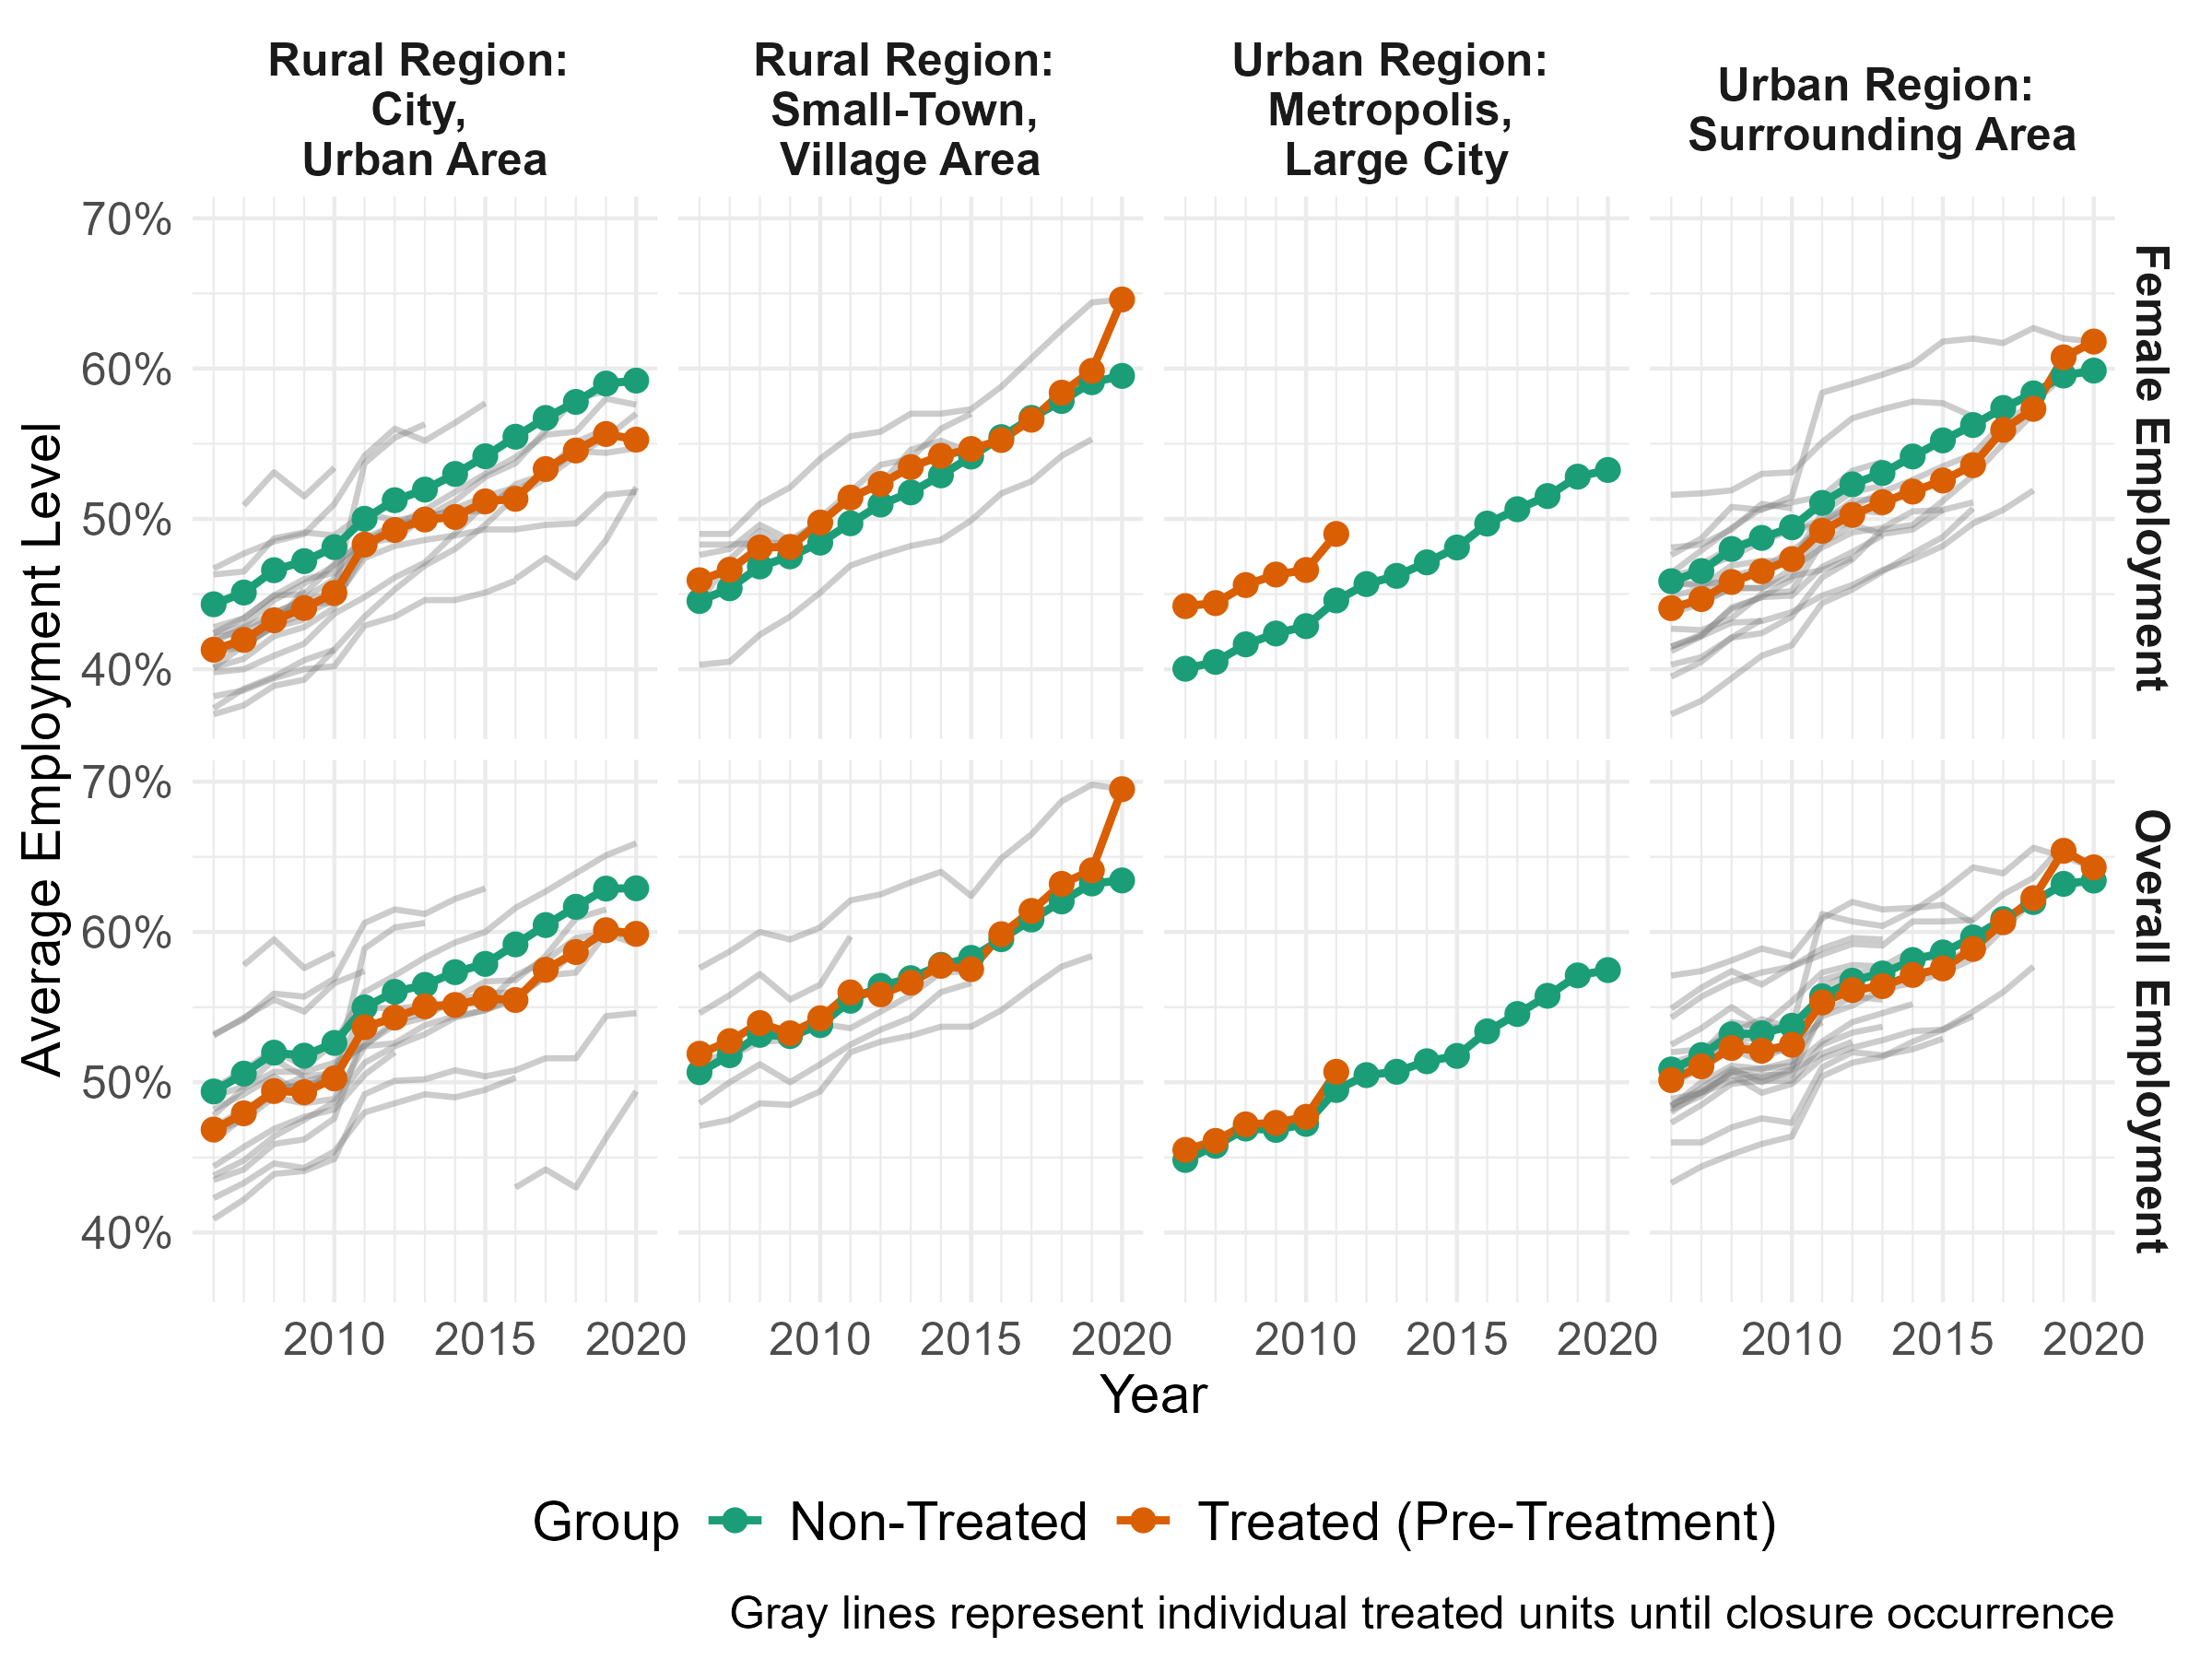 Rural Region:
City,
Urban Area
Rural Region:
Small-Town,
Village Area
Urban Region:
Metropolis,
Large City
Urban Region:
Surrounding Area
Average Employment Level
70%
60%
50%
40%
Female Employment
70%
60%
50%
40%
Overall Employment
2010 2015 2020 2010 2015 2020 2010 2015 2020 2010 2015 2020
Year
Group Non-Treated Treated (Pre-Treatment)
Gray lines represent individual treated units until closure occurrence